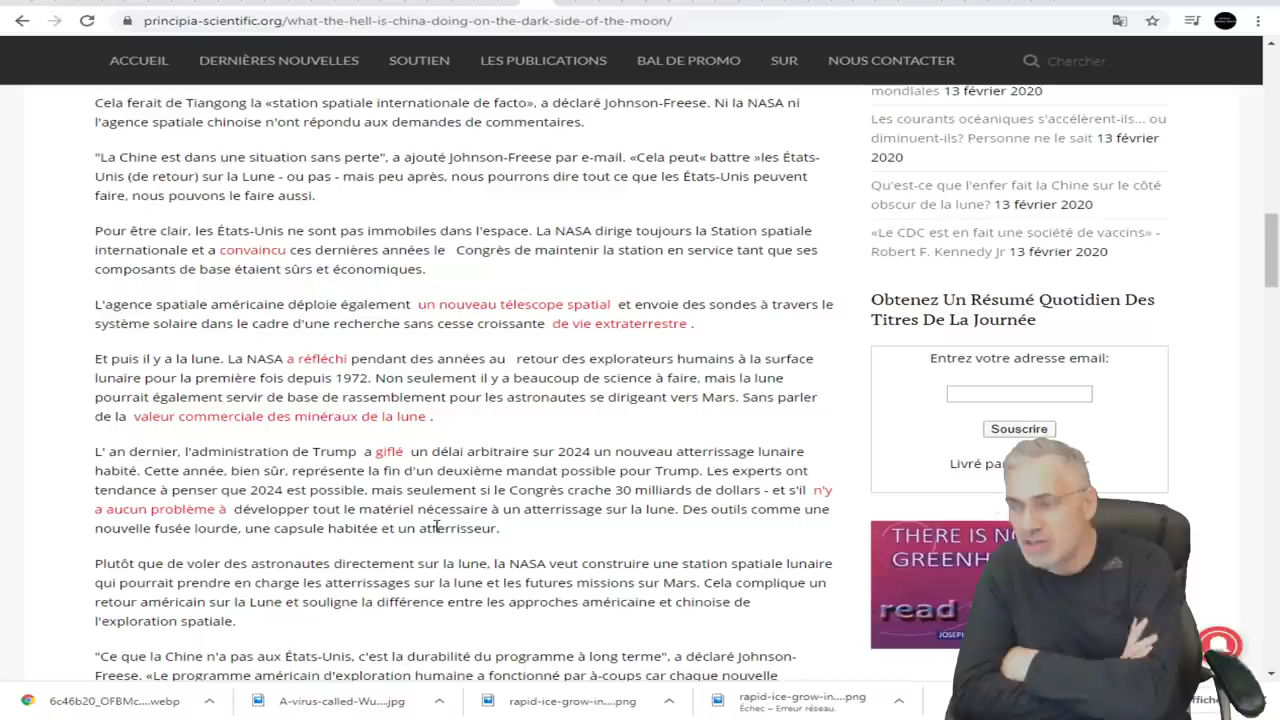 principia-scientific.org/what-the-hell-is-china-doing-on-the-dark-side-of-the-moon/
ACCUEIL DERNIÈRES NOUVELLES SOUTIEN LES PUBLICATIONS BAL DE PROMO SUR NOUS CONTACTER Chercher...
Cela ferait de Tiangong la «station spatiale internationale de facto», a déclaré Johnson-Freese. Ni la NASA ni
l'agence spatiale chinoise n'ont répondu aux demandes de commentaires.
"La Chine est dans une situation sans perte", a ajouté Johnson-Freese par e-mail. «Cela peut« battre »les États-
Unis (de retour) sur la Lune - ou pas - mais peu après, nous pourrons dire tout ce que les États-Unis peuvent
faire, nous pouvons le faire aussi.
Pour être clair, les États-Unis ne sont pas immobiles dans l'espace. La NASA dirige toujours la Station spatiale
internationale et a convaincu ces dernières années le Congrès de maintenir la station en service tant que ses
composants de base étaient sûrs et économiques.
L'agence spatiale américaine déploie également un nouveau télescope spatial et envoie des sondes à travers le
système solaire dans le cadre d'une recherche sans cesse croissante de vie extraterrestre .
Et puis il y a la lune. La NASA a réfléchi pendant des années au retour des explorateurs humains à la surface
lunaire pour la première fois depuis 1972. Non seulement il y a beaucoup de science à faire, mais la lune
pourrait également servir de base de rassemblement pour les astronautes se dirigeant vers Mars. Sans parler
de la valeur commerciale des minéraux de la lune .
L' an dernier, l'administration de Trump a giflé un délai arbitraire sur 2024 un nouveau atterrissage lunaire
habité. Cette année, bien sûr, représente la fin d'un deuxième mandat possible pour Trump. Les experts ont
tendance à penser que 2024 est possible, mais seulement si le Congrès crache 30 milliards de dollars - et s'il n'y
a aucun problème à développer tout le matériel nécessaire à un atterrissage sur la lune. Des outils comme une
nouvelle fusée lourde, une capsule habitée et un atterrisseur.
Plutôt que de voler des astronautes directement sur la lune, la NASA veut construire une station spatiale lunaire
qui pourrait prendre en charge les atterrissages sur la lune et les futures missions sur Mars. Cela complique un
retour américain sur la Lune et souligne la différence entre les approches américaine et chinoise de
l'exploration spatiale.
"Ce que la Chine n'a pas aux États-Unis, c'est la durabilité du programme à long terme", a déclaré Johnson-
Freese. «Le programme américain d'exploration humaine a fonctionné par à-coups car chaque nouvelle
mondiales 13 février 2020
Les courants océaniques s'accélèrent-ils... ou
diminuent-ils? Personne ne le sait 13 février
2020
Qu'est-ce que l'enfer fait la Chine sur le côté
obscur de la lune? 13 février 2020
«Le CDC est en fait une société de vaccins» -
Robert F. Kennedy Jr 13 février 2020
Obtenez Un Résumé Quotidien Des
Titres De La Journée
Entrez votre adresse email:
Souscrire
Livré
THERE IS
GREENH
read
JOSEPH
6c46b20_OFBMc....webp A-virus-called-Wu....jpg rapid-ice-grow-in....png rapid-ice-grow-in....png
Échec – Erreur réseau.